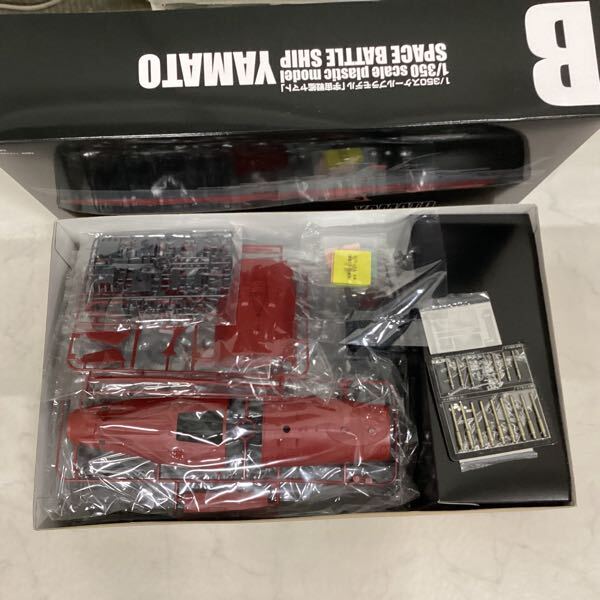 B
1/350スケールプラモデル「宇宙戦艦ヤマト」
1/350 scale plastic model
SPACE BATTLE SHIP
YAMATO